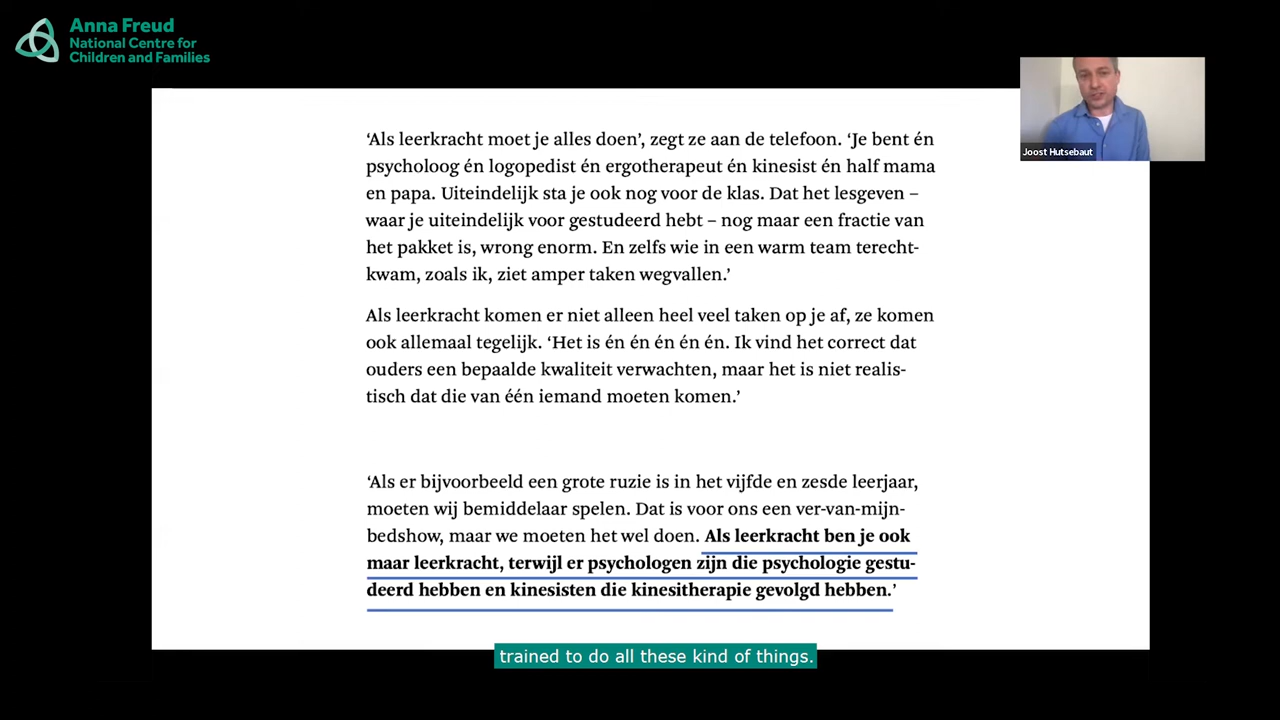 Anna Freud
National Centre for
Children and Families
Joost Hutsebaut
‘Als leerkracht moet je alles doen’, zegt ze aan de telefoon. ‘Je bent én
psycholoog én logopedist én ergotherapeut én kinesist én half mama
en papa. Uiteindelijk sta je ook nog voor de klas. Dat het lesgeven –
waar je uiteindelijk voor gestudeerd hebt – nog maar een fractie van
het pakket is, wrong enorm. En zelfs wie in een warm team terecht-
kwam, zoals ik, ziet amper taken wegvallen.’
Als leerkracht komen er niet alleen heel veel taken op je af, ze komen
ook allemaal tegelijk. ‘Het is én én én én én. Ik vind het correct dat
ouders een bepaalde kwaliteit verwachten, maar het is niet realis-
tisch dat die van één iemand moeten komen.’
‘Als er bijvoorbeeld een grote ruzie is in het vijfde en zesde leerjaar,
moeten wij bemiddelaar spelen. Dat is voor ons een ver-van-mijn-
bedshow, maar we moeten het wel doen. Als leerkracht ben je ook
maar leerkracht, terwijl er psychologen zijn die psychologie gestu-
deerd hebben en kinesisten die kinesitherapie gevolgd hebben.’
trained to do all these kind of things.